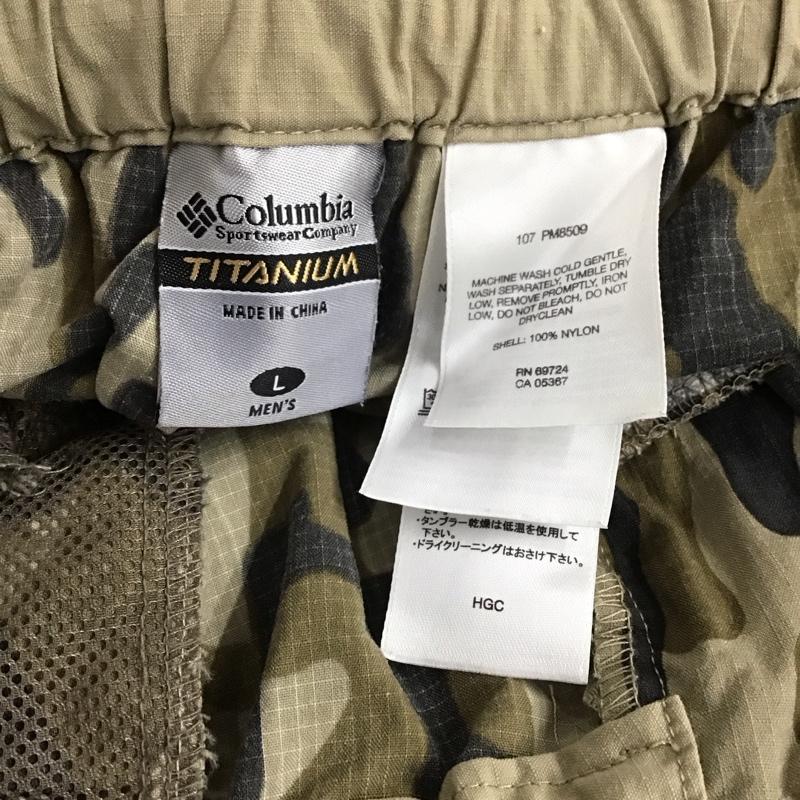 Columbia
SportswearCompany
TITANIUM
MADE IN CHINA
L
MEN'S
107 PM8509
MACHINE WASH COLD GENTLE,
WASH SEPARATELY, TUMBLE DRY
LOW, REMOVE PROMPTLY, IRON
LOW, DO NOT BLEACH, DO NOT
DRYCLEAN
SHELL: 100% NYLON
RN 69724
CA 05367
・タンブラー乾燥は低温を使用して
下さい。
・ドライクリーニングはおさけ下さい。
HGC